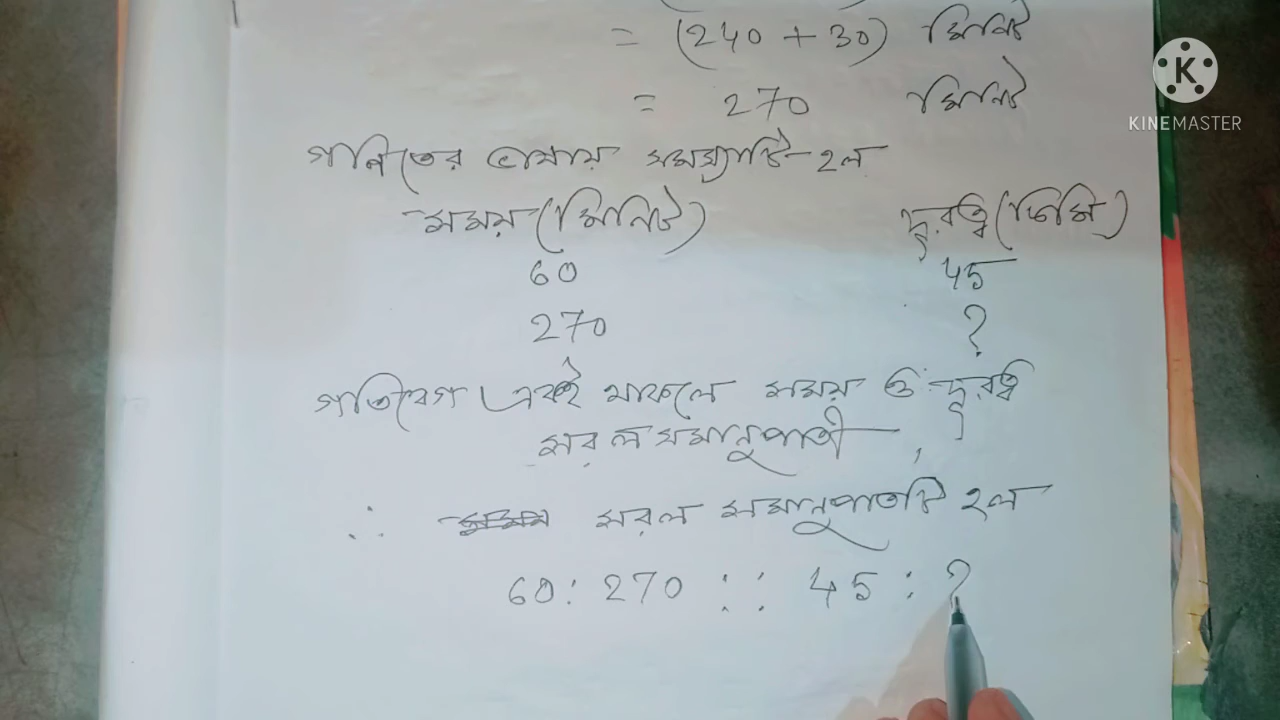 = (240 + 30) মিনিট
= 270 মিনিট
KINEMASTER
গণিতের ভাষায় সমস্যাটি হল
সময় (মিনিট) দূরত্ব (কিমি)
60 45
270 ?
গতিবেগ একই থাকলে সময় ও দূরত্ব
সরল সমানুপাতী,
∴ সরল সমানুপাতটি হল
60 : 270 :: 45 : ?